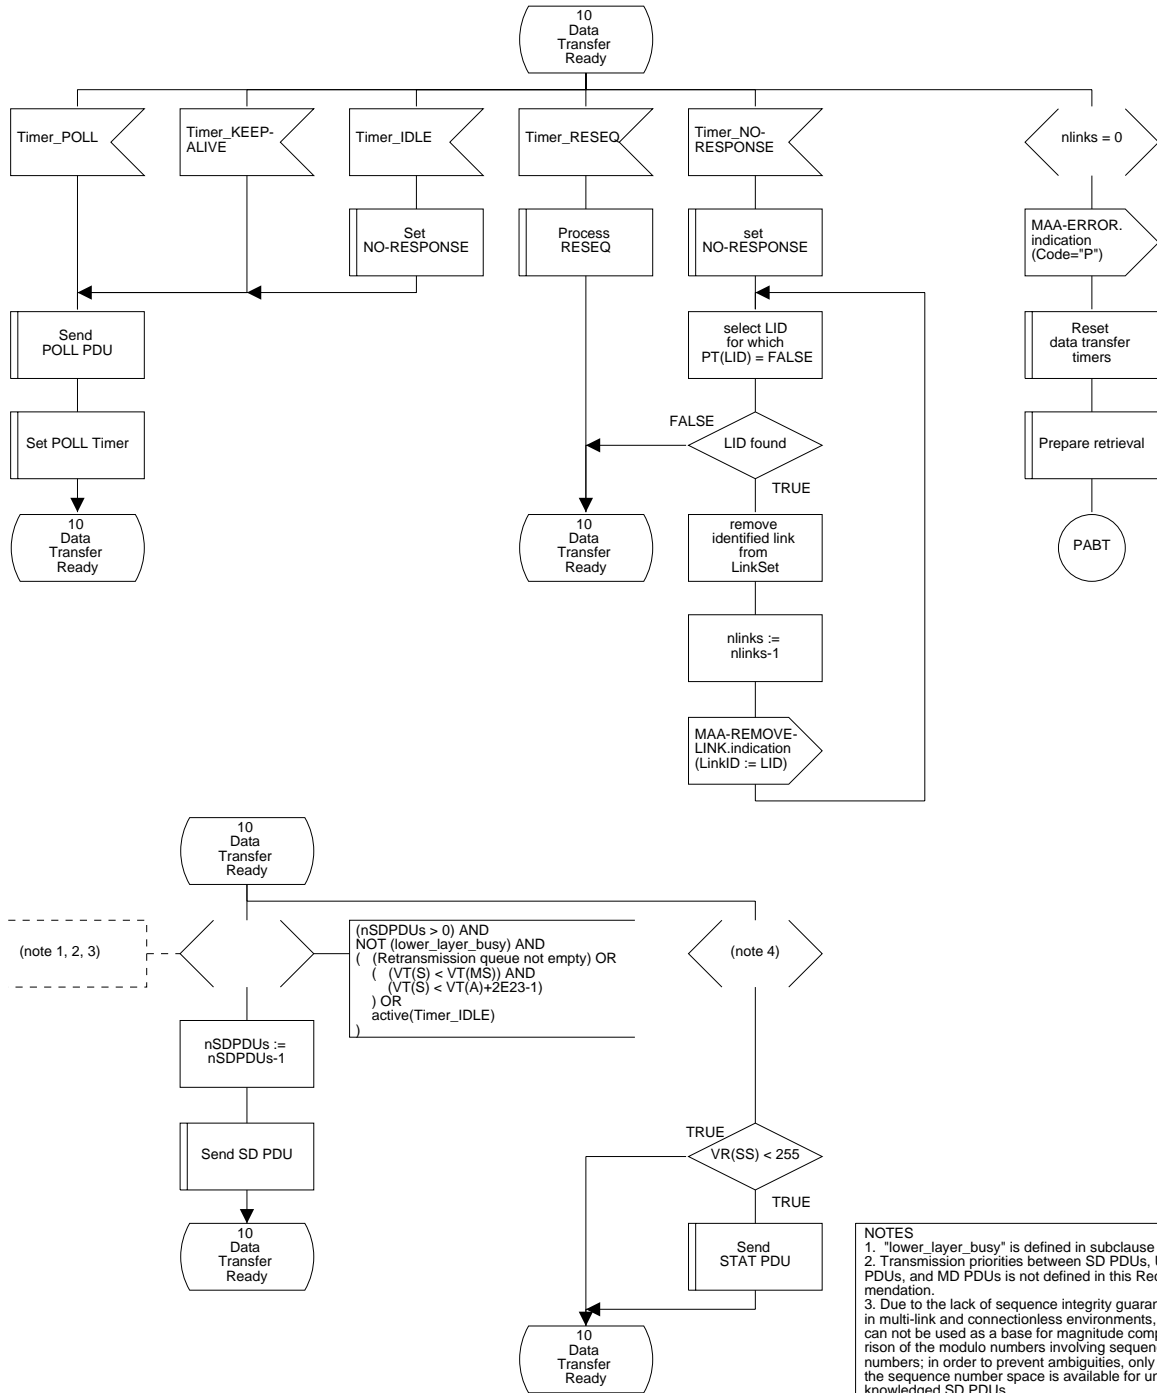 10
Data
Transfer
Ready
Timer_POLL
Timer_KEEP-
ALIVE
Timer_IDLE
Timer_RESEQ
Timer_NO-
RESPONSE
nlinks = 0
Set
NO-RESPONSE
Process
RESEQ
set
NO-RESPONSE
MAA-ERROR.
indication
(Code="P")
Send
POLL PDU
select LID
for which
PT(LID) = FALSE
Reset
data transfer
timers
Set POLL Timer
FALSE
LID found
TRUE
Prepare retrieval
10
Data
Transfer
Ready
10
Data
Transfer
Ready
remove
identified link
from
LinkSet
PABT
nlinks :=
nlinks-1
MAA-REMOVE-
LINK.indication
(LinkID := LID)
10
Data
Transfer
Ready
(note 1, 2, 3)
(nSDPDUs > 0) AND
NOT (lower_layer_busy) AND
( (Retransmission queue not empty) OR
( (VT(S) < VT(MS)) AND
(VT(S) < VT(A)+2E23-1)
) OR
active(Timer_IDLE)
)
(note 4)
nSDPDUs :=
nSDPDUs-1
Send SD PDU
TRUE
VR(SS) < 255
TRUE
10
Data
Transfer
Ready
Send
STAT PDU
10
Data
Transfer
Ready
NOTES
1. "lower_layer_busy" is defined in subclause
2. Transmission priorities between SD PDUs, U
PDUs, and MD PDUs is not defined in this Rec
mendation.
3. Due to the lack of sequence integrity guaran
in multi-link and connectionless environments,
can not be used as a base for magnitude comp
rison of the modulo numbers involving sequenc
numbers; in order to prevent ambiguities, only
the sequence number space is available for un
knowledged SD PDUs